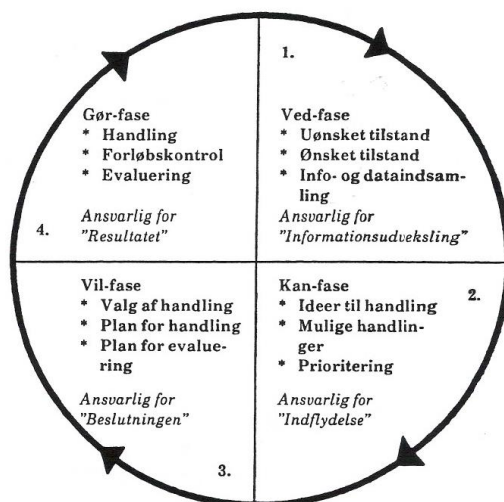 1.
Ved-fase
* Uønsket tilstand
* Ønsket tilstand
* Info- og dataindsam-
ling
Ansvarlig for
"Informationsudveksling"
2.
Kan-fase
* Ideer til handling
* Mulige handlin-
ger
* Prioritering
Ansvarlig for
"Indflydelse"
3.
Vil-fase
* Valg af handling
* Plan for handling
* Plan for evalue-
ring
Ansvarlig for
"Beslutningen"
4.
Gør-fase
* Handling
* Forløbskontrol
* Evaluering
Ansvarlig for
"Resultatet"